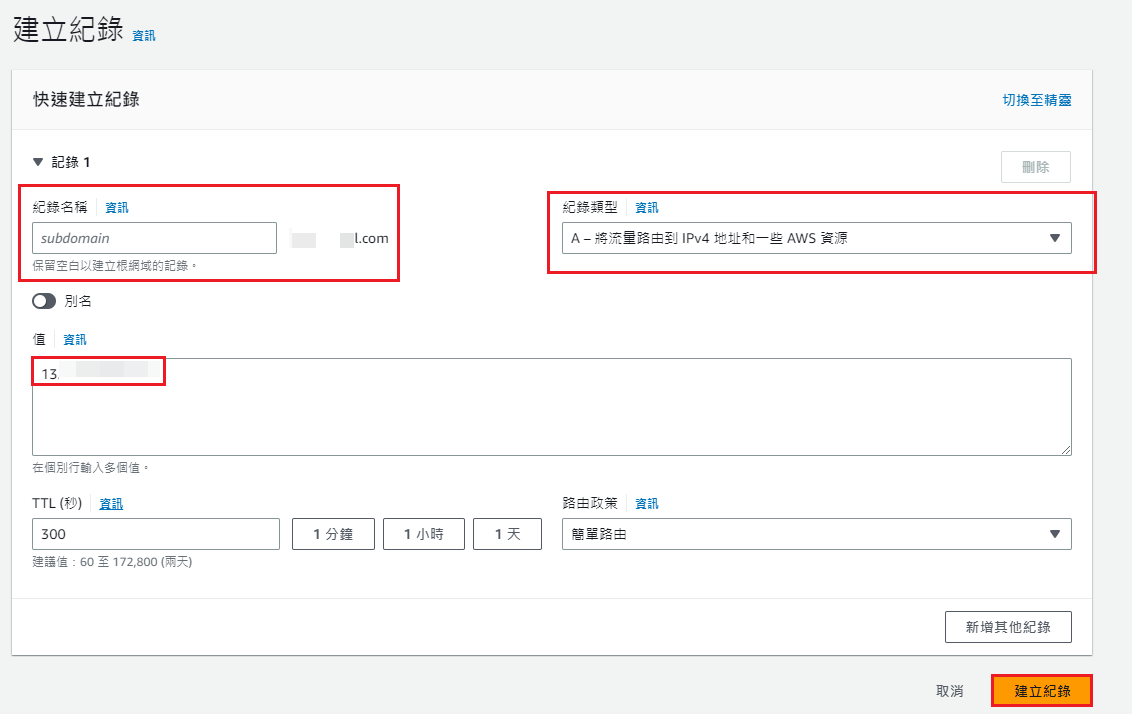 建立紀錄 資訊
快速建立紀錄 切換至精靈
▼ 記錄 1 刪除
紀錄名稱 資訊 紀錄類型 資訊
subdomain l.com A – 將流量路由到 IPv4 地址和一些 AWS 資源
保留空白以建立根網域的記錄。
別名
值 資訊
13.
在個別行輸入多個值。
TTL (秒) 資訊 路由政策 資訊
300 1 分鐘 1 小時 1 天 簡單路由
建議值：60 至 172,800 (兩天)
新增其他紀錄
取消 建立紀錄